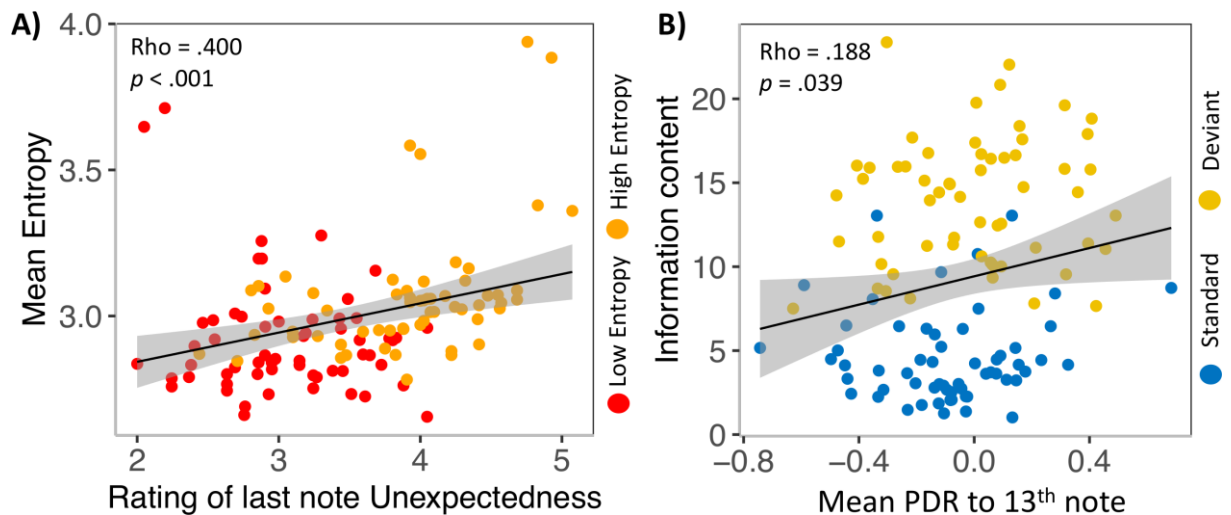 A)
Rho = .400
p < .001
4.0
3.5
3.0
Mean Entropy
2 3 4 5
Rating of last note Unexpectedness
Low Entropy
High Entropy
B)
Rho = .188
p = .039
20
15
10
5
0
Information content
−0.8 −0.4 0.0 0.4
Mean PDR to 13th note
Standard
Deviant